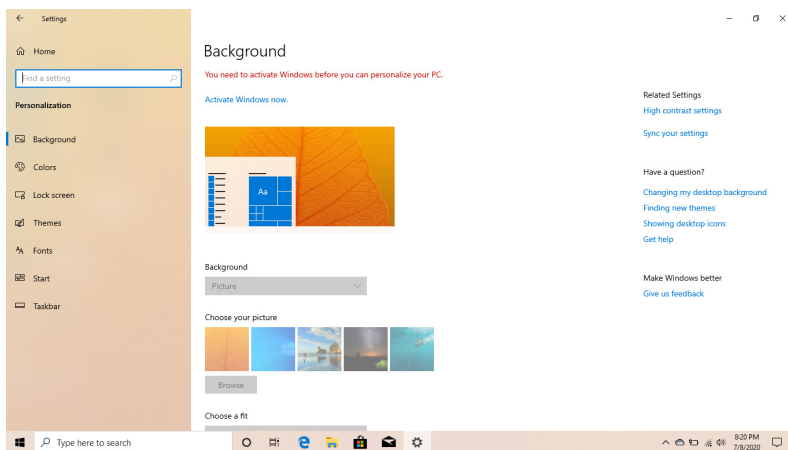 Settings
Home
Find a setting
Personalization
Background
Colors
Lock screen
Themes
Fonts
Start
Taskbar
Background
You need to activate Windows before you can personalize your PC.
Activate Windows now.
Aa
Background
Picture
Choose your picture
Browse
Choose a fit
Related Settings
High contrast settings
Sync your settings
Have a question?
Changing my desktop background
Finding new themes
Showing desktop icons
Get help
Make Windows better
Give us feedback
Type here to search
8:20 PM
7/8/2020